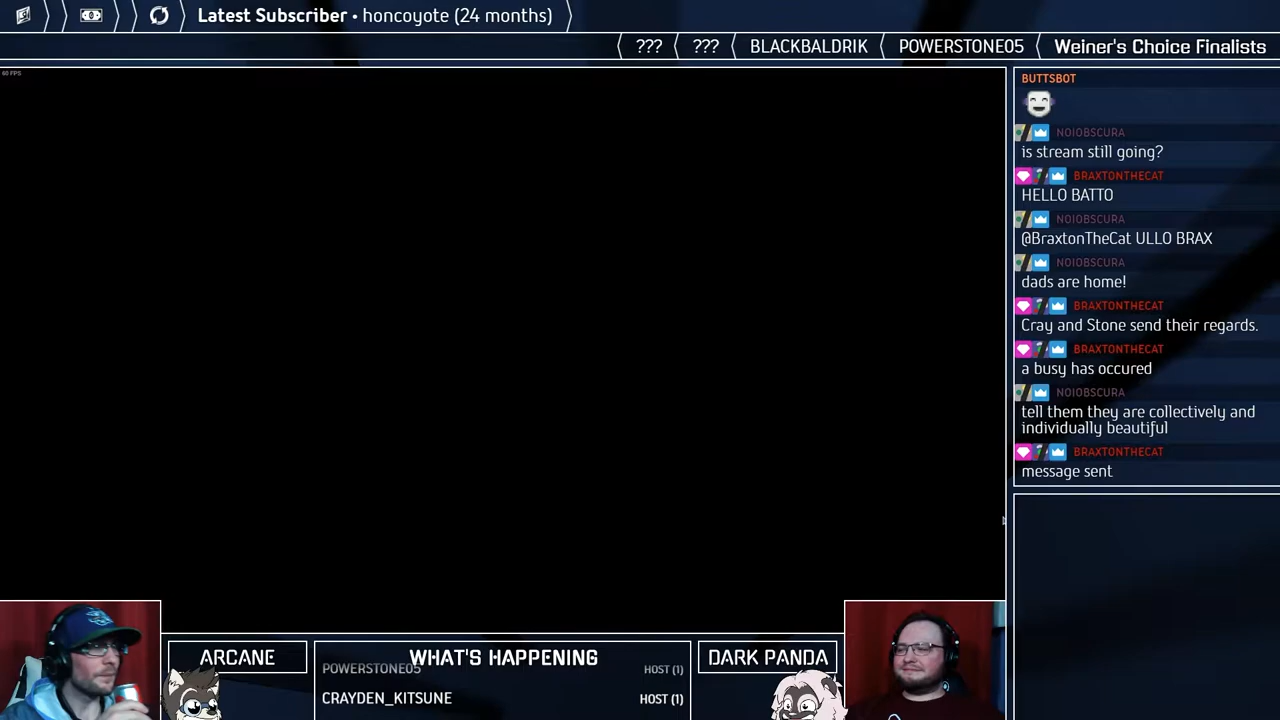 Latest Subscriber • honcoyote (24 months)
??? ??? BLACKBALDRIK POWERSTONE05 Weiner's Choice Finalists
60 FPS
BUTTSBOT
NOIOBSCURA
is stream still going?
BRAXTONTHECAT
HELLO BATTO
NOIOBSCURA
@BraxtonTheCat ULLO BRAX
NOIOBSCURA
dads are home!
BRAXTONTHECAT
Cray and Stone send their regards.
BRAXTONTHECAT
a busy has occured
NOIOBSCURA
tell them they are collectively and
individually beautiful
BRAXTONTHECAT
message sent
ARCANE
WHAT'S HAPPENING
DARK PANDA
POWERSTONE05 HOST (1)
CRAYDEN_KITSUNE HOST (1)